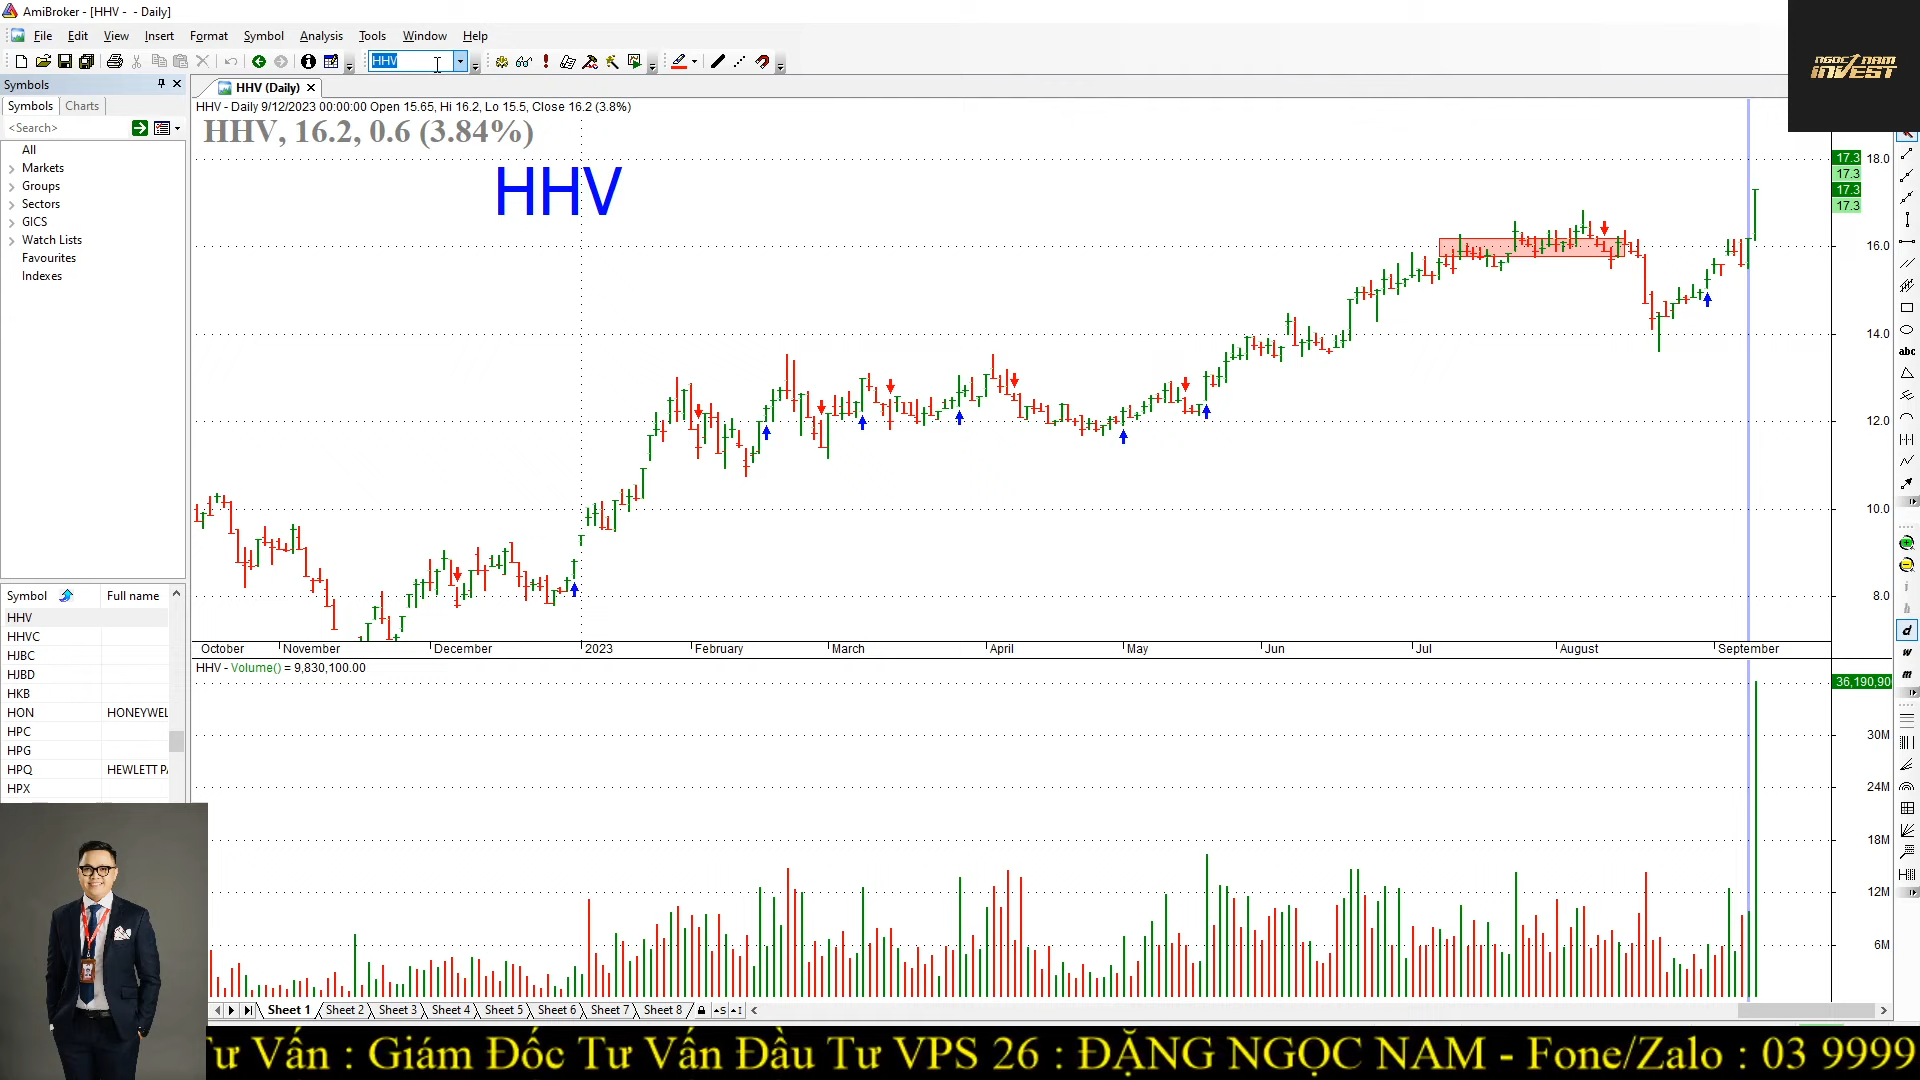 AmiBroker - [HHV - - Daily]
File Edit View Insert Format Symbol Analysis Tools Window Help
HHV
NGOC NAM
INVEST
Symbols
HHV (Daily)
Symbols Charts
HHV - Daily 9/12/2023 00:00:00 Open 15.65, Hi 16.2, Lo 15.5, Close 16.2 (3.8%)
<Search>
HHV, 16.2, 0.6 (3.84%)
HHV
All
Markets
Groups
Sectors
GICS
Watch Lists
Favourites
Indexes
17.3
17.3
17.3
17.3
18.0
16.0
14.0
12.0
10.0
8.0
abc
i
h
d
w
m
Symbol Full name
HHV
HHVC
HJBC
HJBD
HKB
HON HONEYWEL
HPC
HPG
HPQ HEWLETT PA
HPX
October November December 2023 February March April May Jun Jul August September
HHV - Volume() = 9,830,100.00
36,190,90
30M
24M
18M
12M
6M
Sheet 1 Sheet 2 Sheet 3 Sheet 4 Sheet 5 Sheet 6 Sheet 7 Sheet 8
Tư Vấn : Giám Đốc Tư Vấn Đầu Tư VPS 26 : ĐẶNG NGỌC NAM - Fone/Zalo : 03 9999